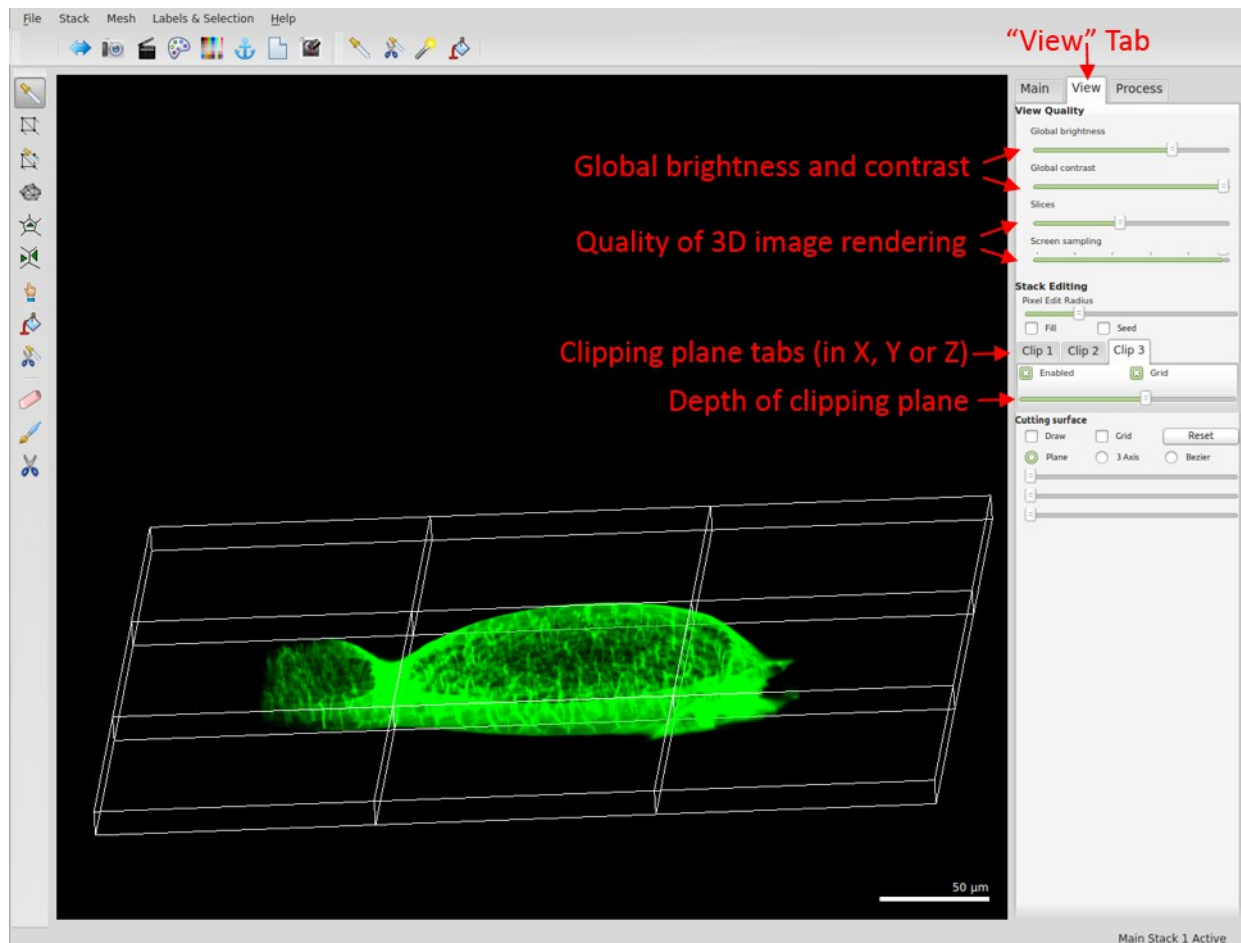 File Stack Mesh Labels & Selection Help
“View” Tab
Main View Process
View Quality
Global brightness
Global brightness and contrast
Global contrast
Slices
Quality of 3D image rendering
Screen sampling
Stack Editing
Pixel Edit Radius
Fill Seed
Clipping plane tabs (in X, Y or Z)
Clip 1 Clip 2 Clip 3
Enabled Grid
Depth of clipping plane
Cutting surface
Draw Grid Reset
Plane 3 Axis Bezier
50 µm
Main Stack 1 Active